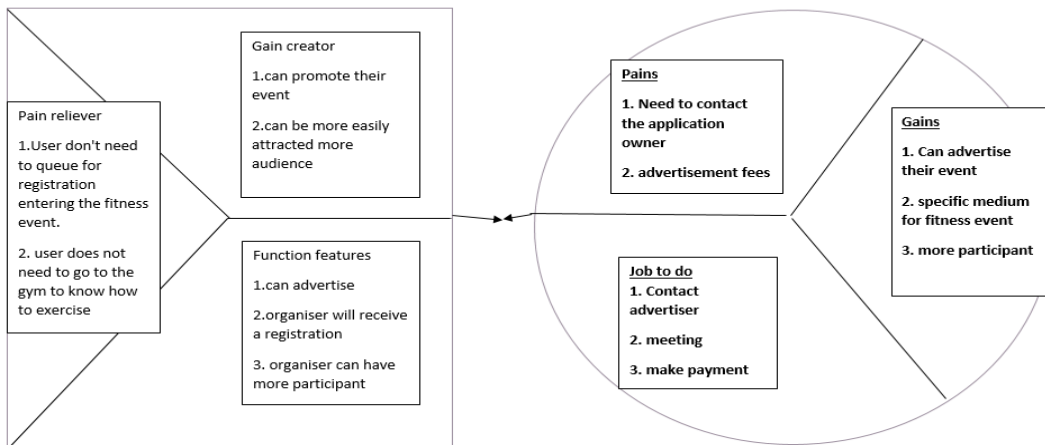 Pain reliever
1.User don't need
to queue for
registration
entering the fitness
event.
2. user does not
need to go to the
gym to know how
to exercise
Gain creator
1.can promote their
event
2.can be more easily
attracted more
audience
Function features
1.can advertise
2.organiser will receive
a registration
3. organiser can have
more participant
Pains
1. Need to contact
the application
owner
2. advertisement fees
Job to do
1. Contact
advertiser
2. meeting
3. make payment
Gains
1. Can advertise
their event
2. specific medium
for fitness event
3. more participant